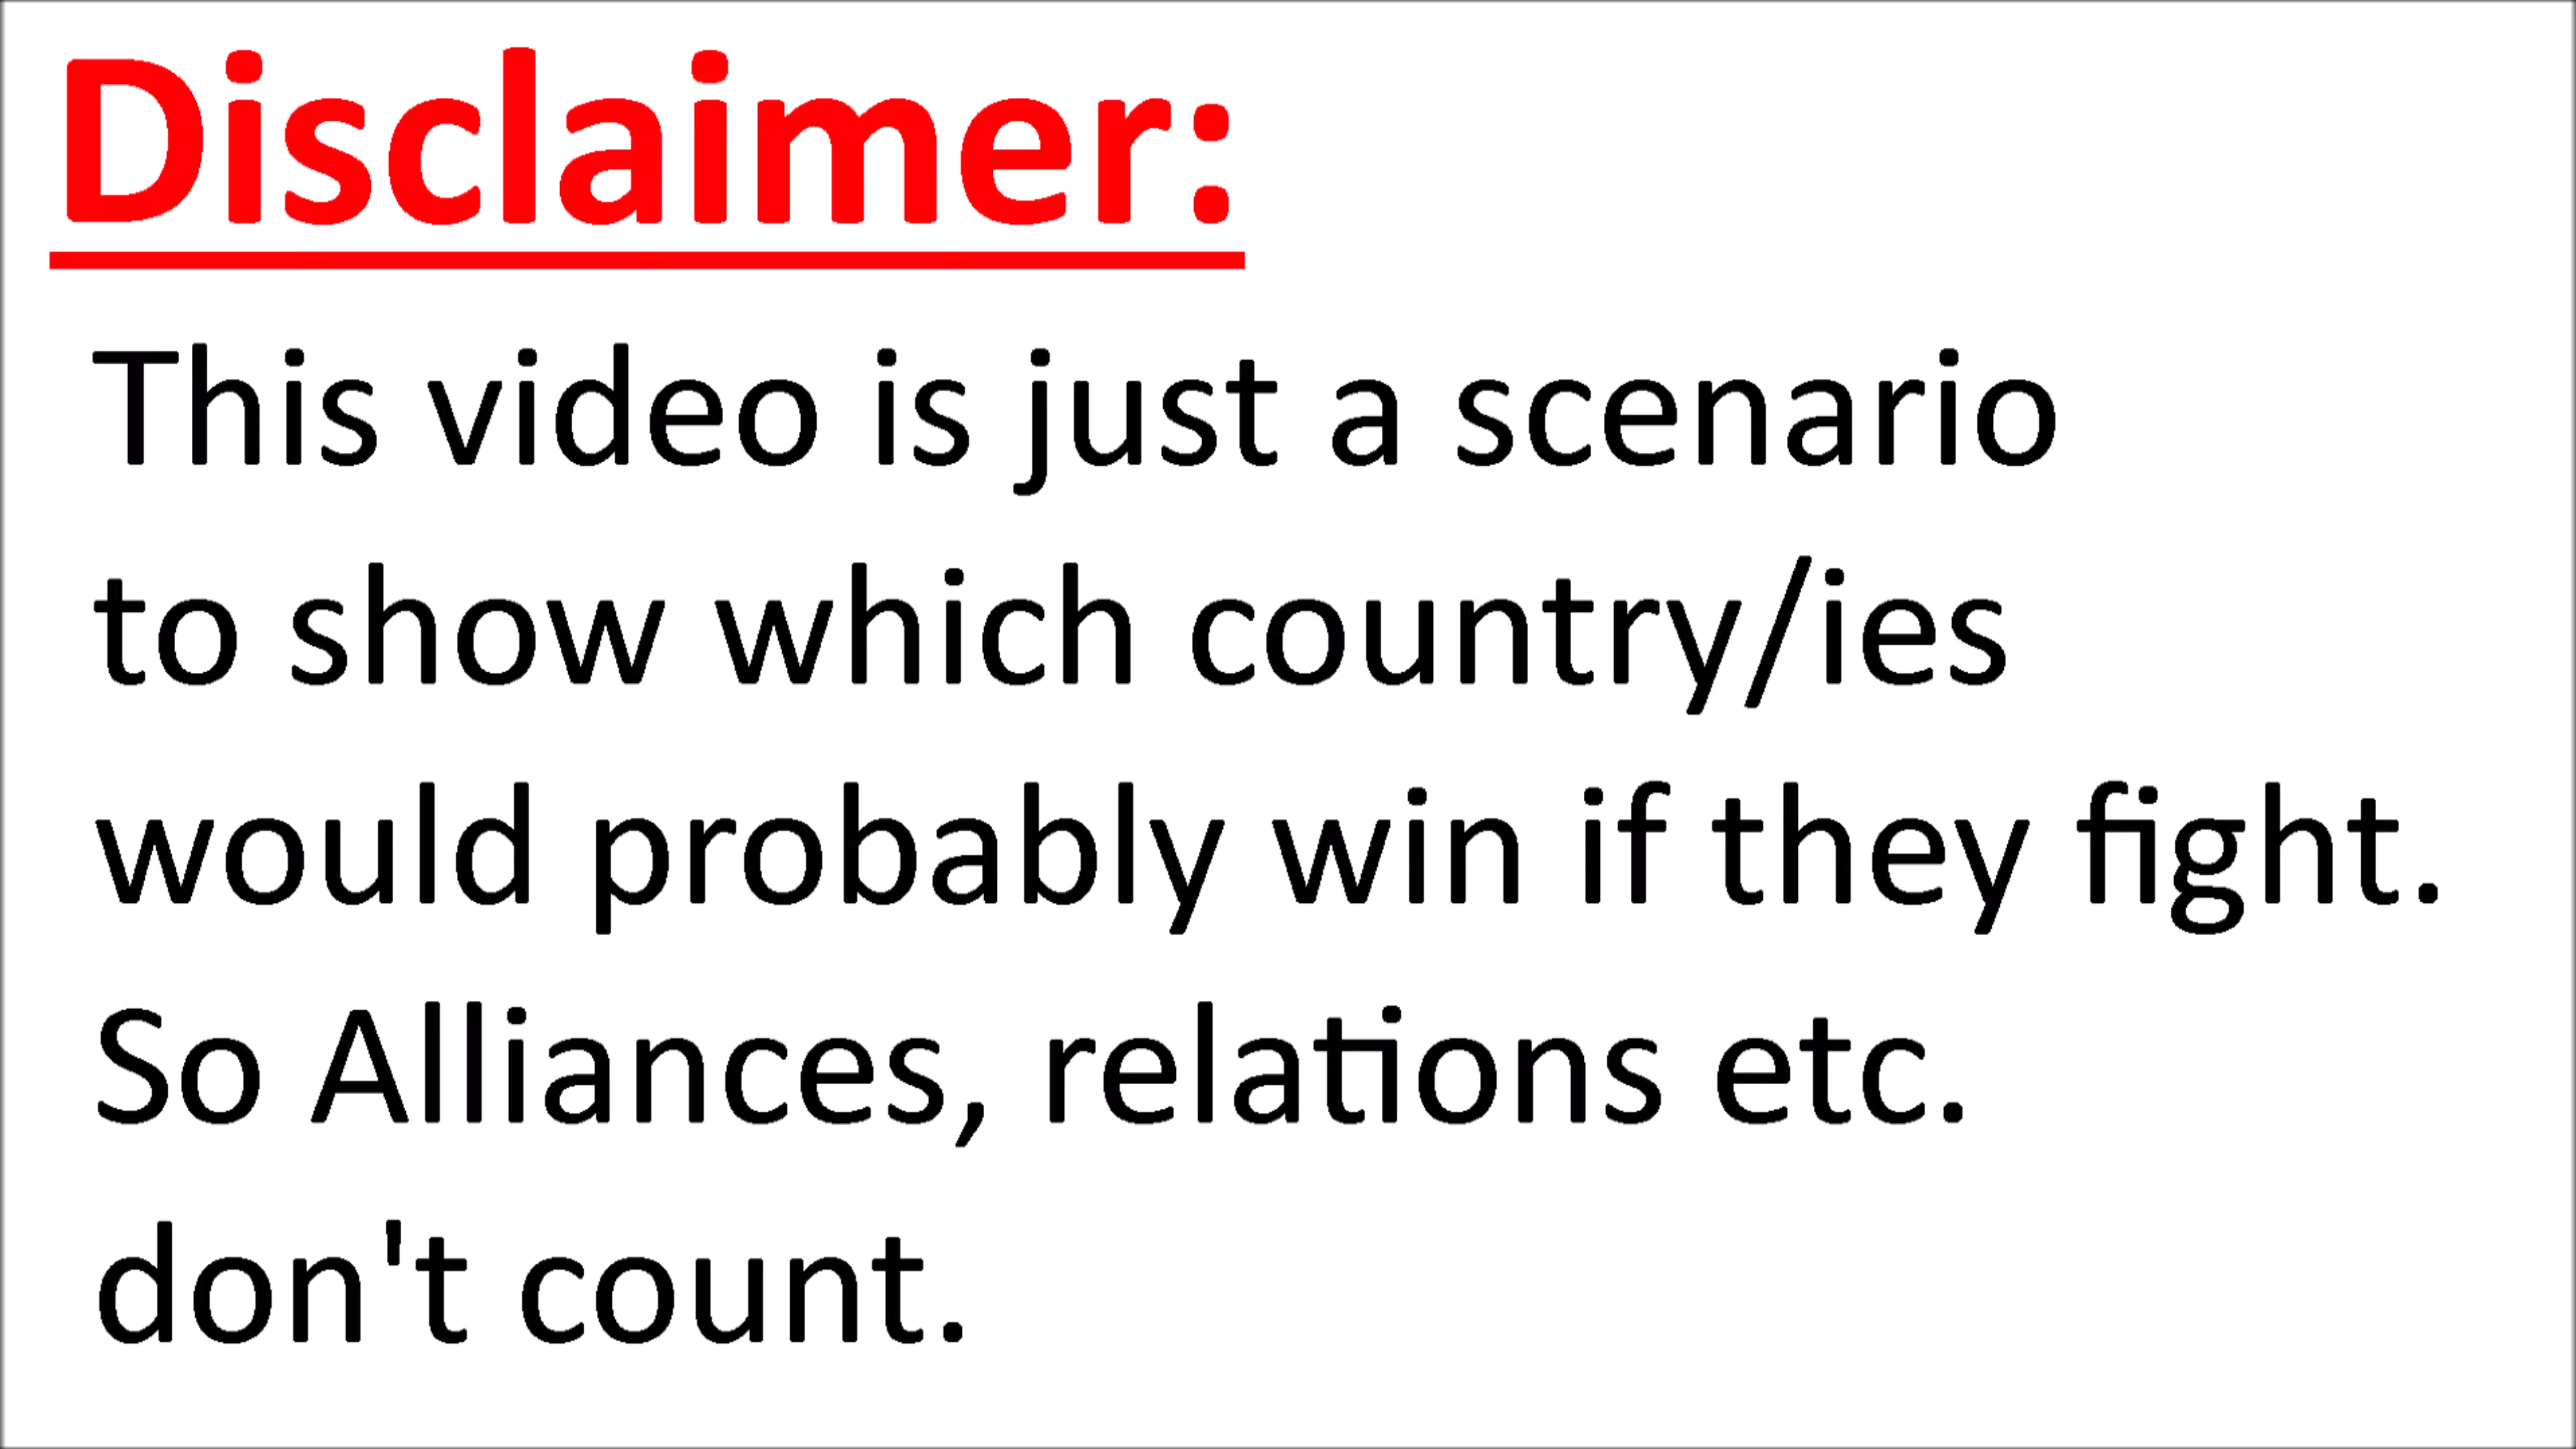 Disclaimer:
This video is just a scenario
to show which country/ies
would probably win if they fight.
So Alliances, relations etc.
don't count.